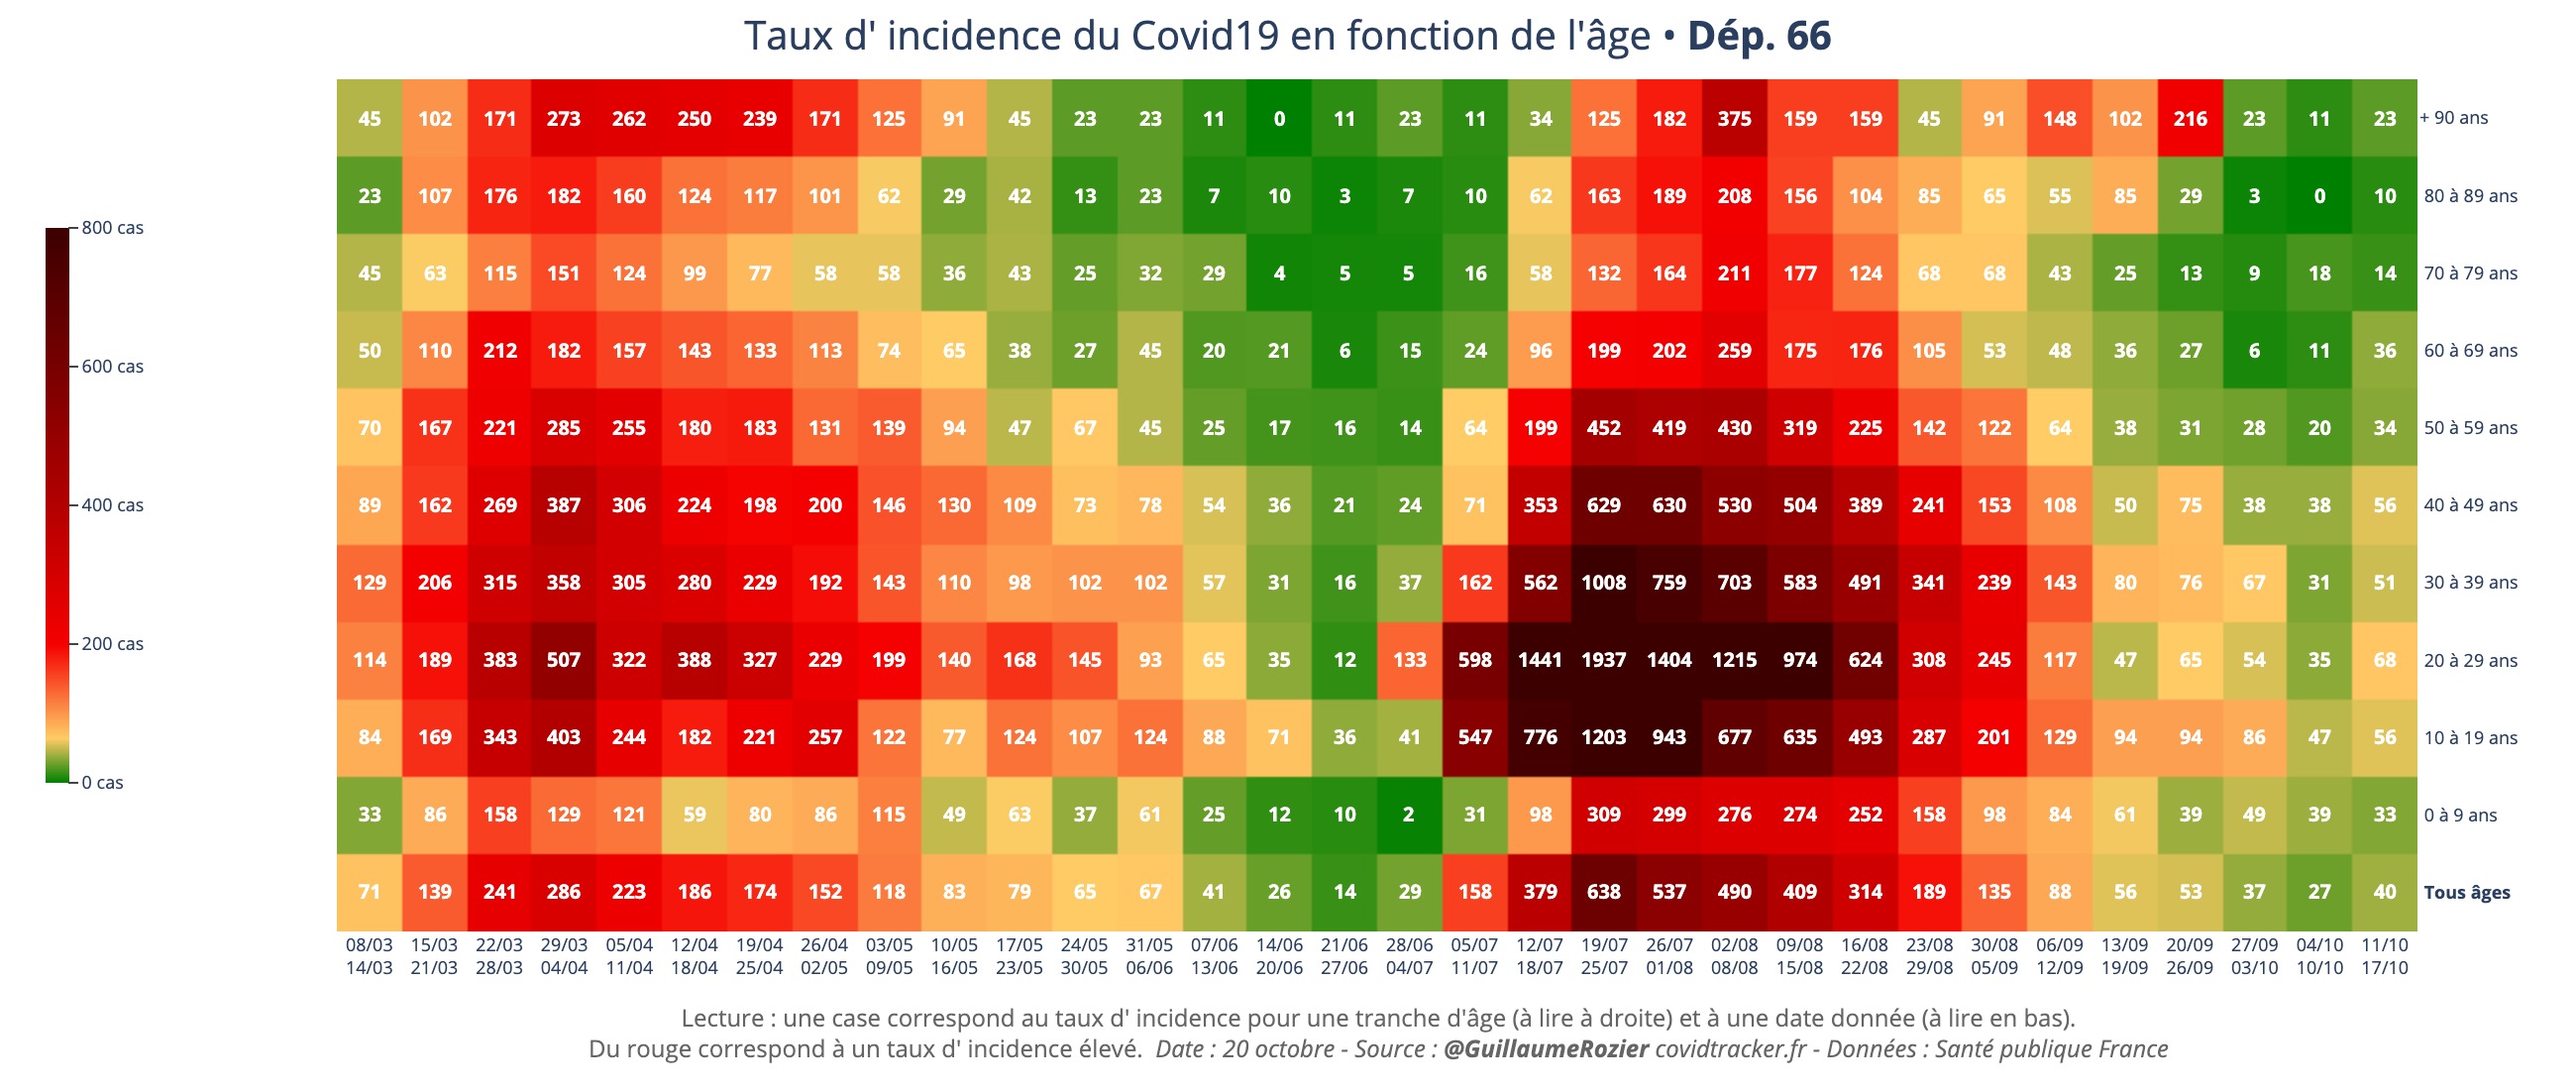 Taux d' incidence du Covid19 en fonction de l'âge • Dép. 66
45 102 171 273 262 250 239 171 125 91 45 23 23 11 0 11 23 11 34 125 182 375 159 159 45 91 148 102 216 23 11 23 + 90 ans
23 107 176 182 160 124 117 101 62 29 42 13 23 7 10 3 7 10 62 163 189 208 156 104 85 65 55 85 29 3 0 10 80 à 89 ans
800 cas
45 63 115 151 124 99 77 58 58 36 43 25 32 29 4 5 5 16 58 132 164 211 177 124 68 68 43 25 13 9 18 14 70 à 79 ans
50 110 212 182 157 143 133 113 74 65 38 27 45 20 21 6 15 24 96 199 202 259 175 176 105 53 48 36 27 6 11 36 60 à 69 ans
600 cas
70 167 221 285 255 180 183 131 139 94 47 67 45 25 17 16 14 64 199 452 419 430 319 225 142 122 64 38 31 28 20 34 50 à 59 ans
400 cas
89 162 269 387 306 224 198 200 146 130 109 73 78 54 36 21 24 71 353 629 630 530 504 389 241 153 108 50 75 38 38 56 40 à 49 ans
129 206 315 358 305 280 229 192 143 110 98 102 102 57 31 16 37 162 562 1008 759 703 583 491 341 239 143 80 76 67 31 51 30 à 39 ans
200 cas
114 189 383 507 322 388 327 229 199 140 168 145 93 65 35 12 133 598 1441 1937 1404 1215 974 624 308 245 117 47 65 54 35 68 20 à 29 ans
84 169 343 403 244 182 221 257 122 77 124 107 124 88 71 36 41 547 776 1203 943 677 635 493 287 201 129 94 94 86 47 56 10 à 19 ans
0 cas
33 86 158 129 121 59 80 86 115 49 63 37 61 25 12 10 2 31 98 309 299 276 274 252 158 98 84 61 39 49 39 33 0 à 9 ans
71 139 241 286 223 186 174 152 118 83 79 65 67 41 26 14 29 158 379 638 537 490 409 314 189 135 88 56 53 37 27 40 Tous âges
08/03 15/03 22/03 29/03 05/04 12/04 19/04 26/04 03/05 10/05 17/05 24/05 31/05 07/06 14/06 21/06 28/06 05/07 12/07 19/07 26/07 02/08 09/08 16/08 23/08 30/08 06/09 13/09 20/09 27/09 04/10 11/10
14/03 21/03 28/03 04/04 11/04 18/04 25/04 02/05 09/05 16/05 23/05 30/05 06/06 13/06 20/06 27/06 04/07 11/07 18/07 25/07 01/08 08/08 15/08 22/08 29/08 05/09 12/09 19/09 26/09 03/10 10/10 17/10
Lecture : une case correspond au taux d' incidence pour une tranche d'âge (à lire à droite) et à une date donnée (à lire en bas).
Du rouge correspond à un taux d' incidence élevé. Date : 20 octobre - Source : @GuillaumeRozier covidtracker.fr - Données : Santé publique France